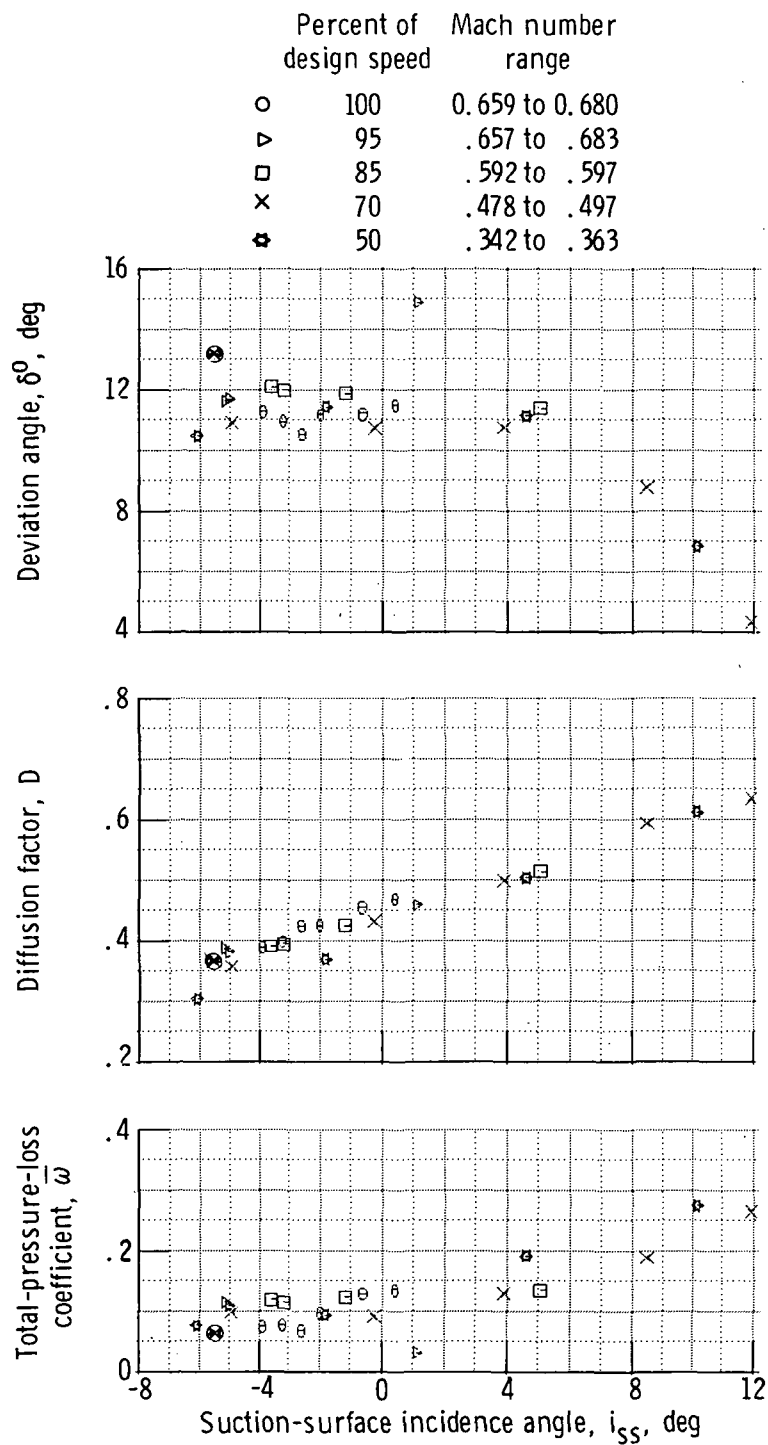 Percent of design speed Mach number range
100 0.659 to 0.680
95 .657 to .683
85 .592 to .597
70 .478 to .497
50 .342 to .363
16
12
8
4
Deviation angle, δ⁰, deg
.8
.6
.4
.2
Diffusion factor, D
.4
.2
0
Total-pressure-loss
coefficient, ω̅
-8 -4 0 4 8 12
Suction-surface incidence angle, iss, deg